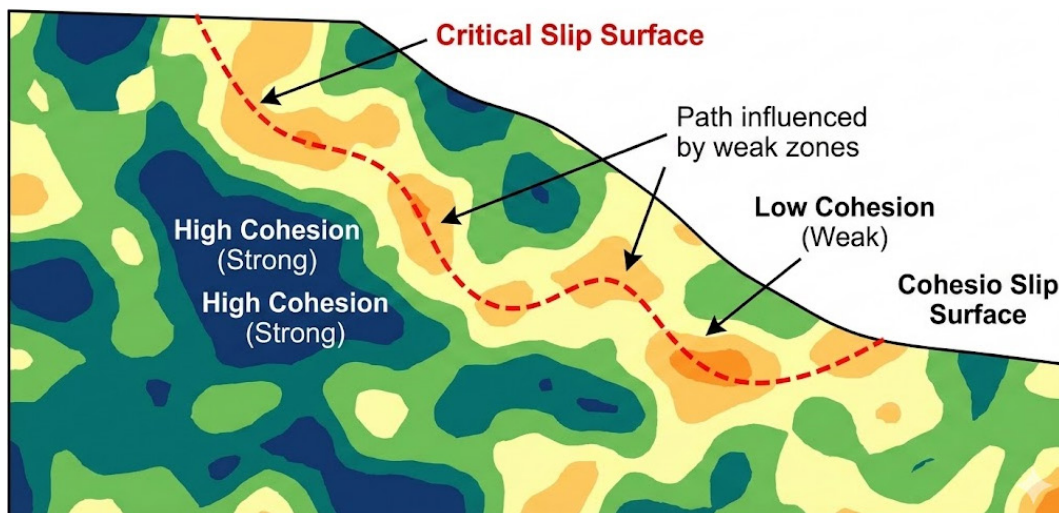 Critical Slip Surface
Path influenced
by weak zones
Low Cohesion
(Weak)
High Cohesion
(Strong)
High Cohesion
(Strong)
Cohesio Slip
Surface